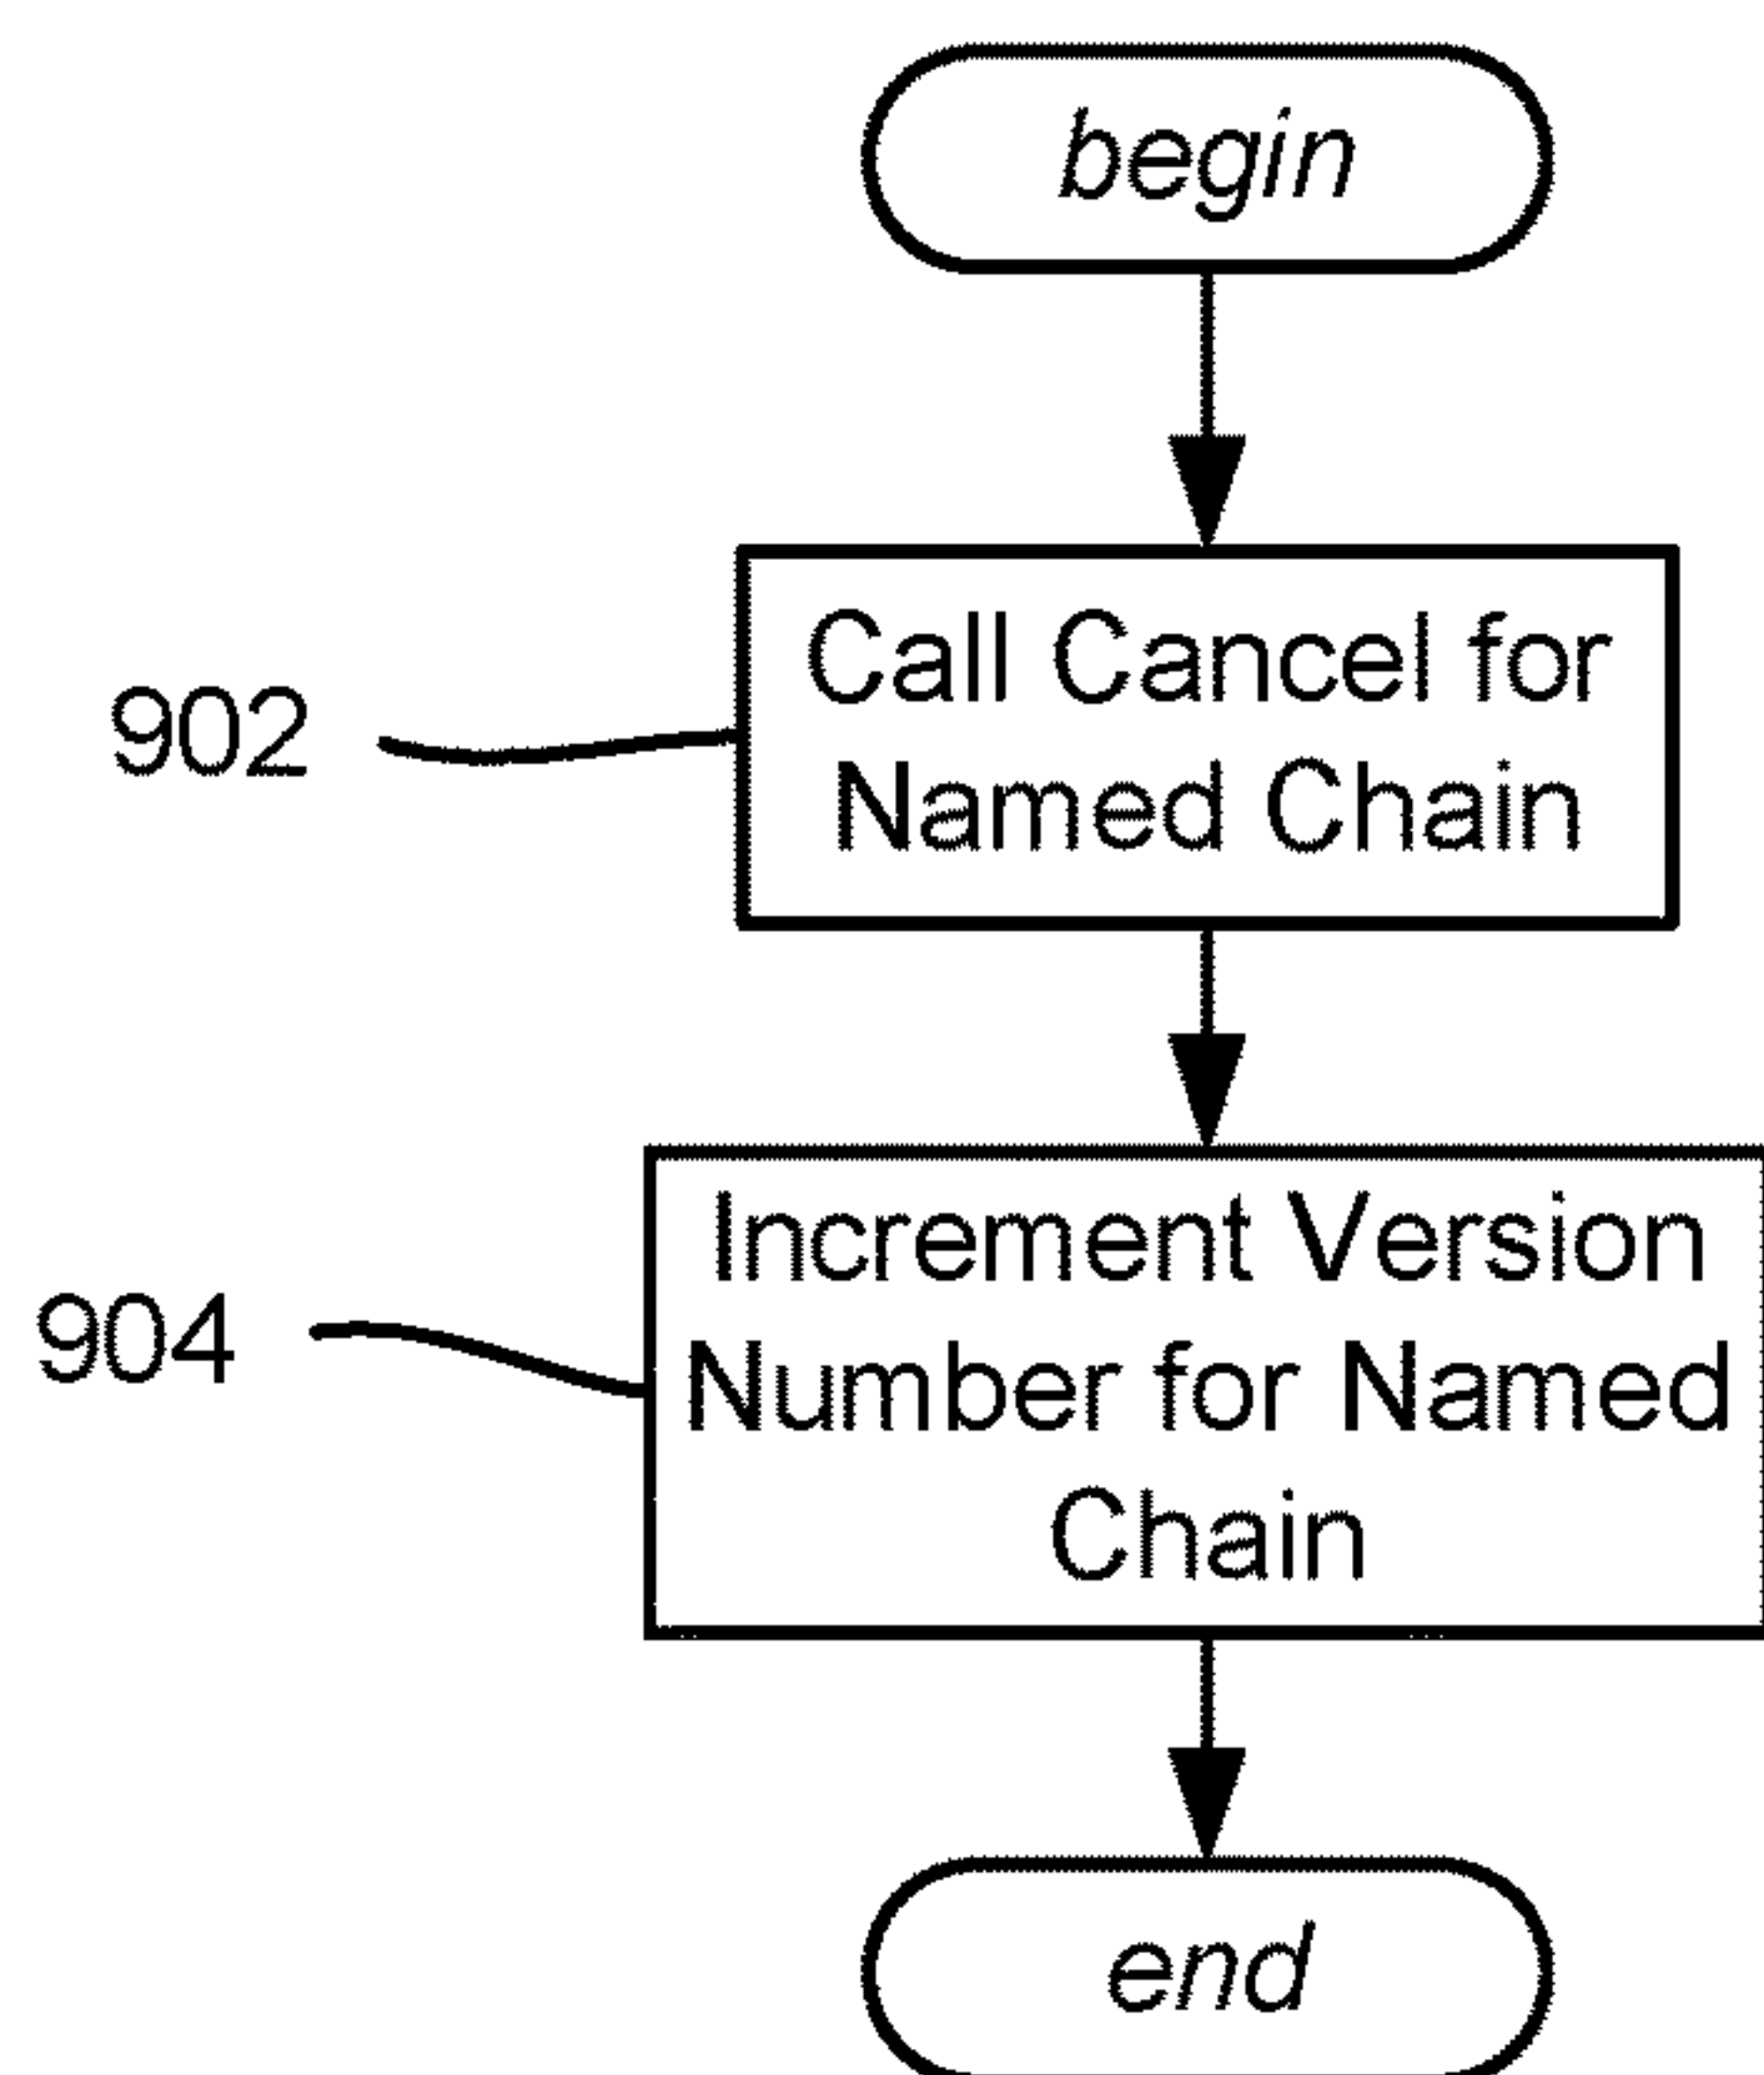 begin
902
Call Cancel for
Named Chain
904
Increment Version
Number for Named
Chain
end